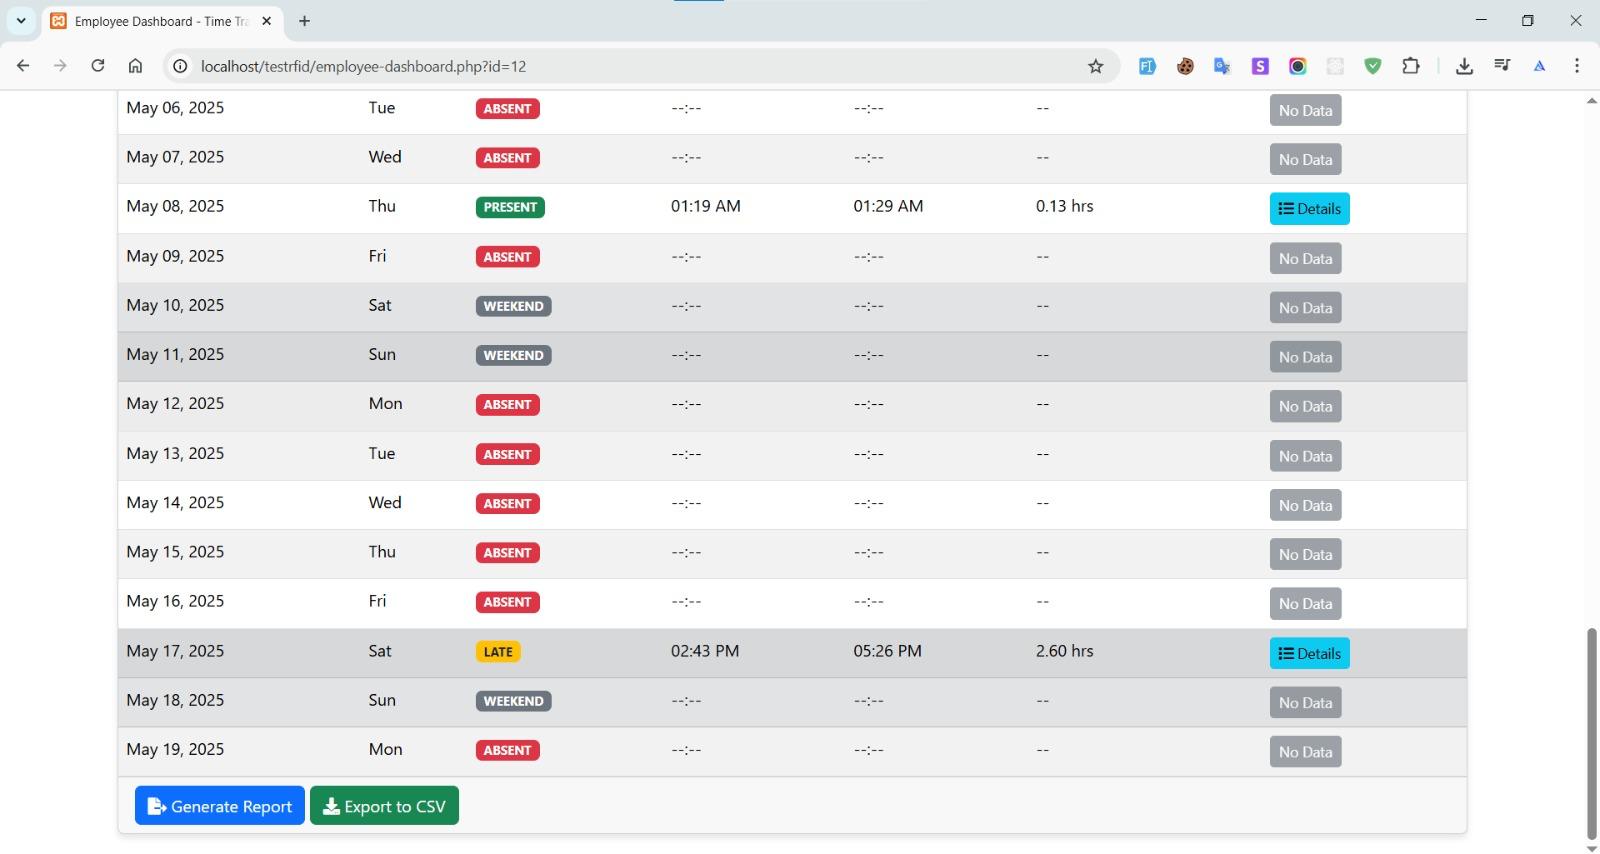 Employee Dashboard - Time Tra
localhost/testrfid/employee-dashboard.php?id=12
May 06, 2025 Tue ABSENT --:-- --:-- -- No Data
May 07, 2025 Wed ABSENT --:-- --:-- -- No Data
May 08, 2025 Thu PRESENT 01:19 AM 01:29 AM 0.13 hrs Details
May 09, 2025 Fri ABSENT --:-- --:-- -- No Data
May 10, 2025 Sat WEEKEND --:-- --:-- -- No Data
May 11, 2025 Sun WEEKEND --:-- --:-- -- No Data
May 12, 2025 Mon ABSENT --:-- --:-- -- No Data
May 13, 2025 Tue ABSENT --:-- --:-- -- No Data
May 14, 2025 Wed ABSENT --:-- --:-- -- No Data
May 15, 2025 Thu ABSENT --:-- --:-- -- No Data
May 16, 2025 Fri ABSENT --:-- --:-- -- No Data
May 17, 2025 Sat LATE 02:43 PM 05:26 PM 2.60 hrs Details
May 18, 2025 Sun WEEKEND --:-- --:-- -- No Data
May 19, 2025 Mon ABSENT --:-- --:-- -- No Data
Generate Report Export to CSV